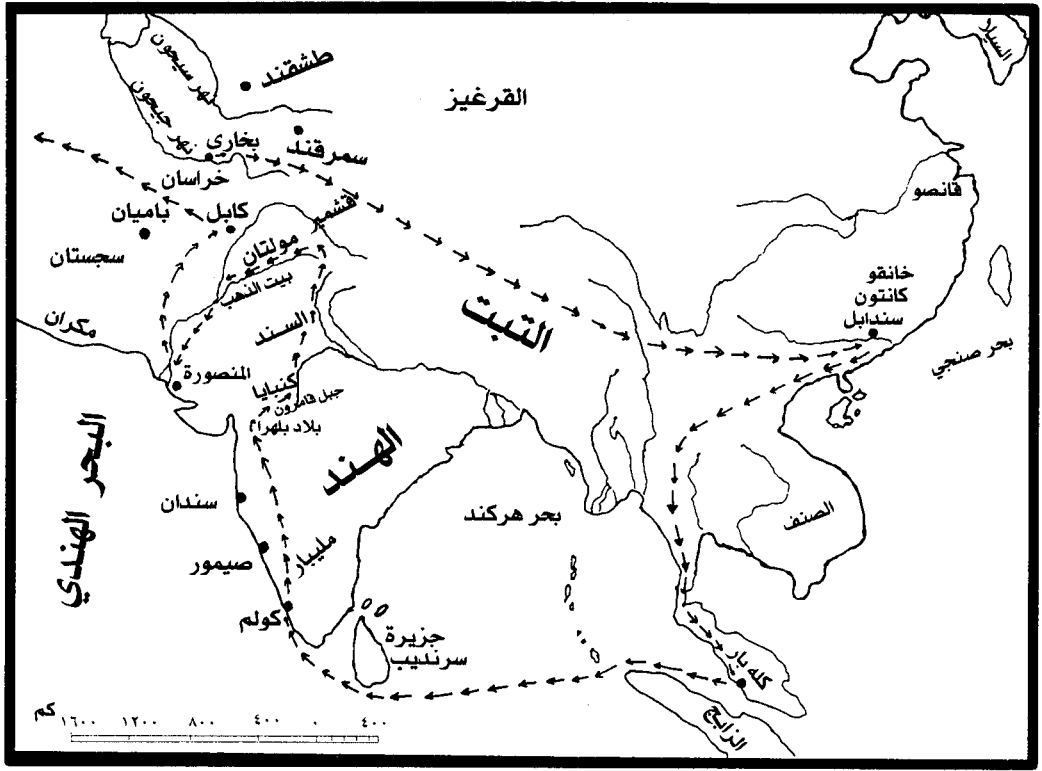 السيلا
طشقند
نهر سيحون
نهر جيحون
القرغيز
بخارى
سمرقند
خراسان
قشمير
قانصو
كابل
باميان
مولتان
سجستان
بيت الذهب
خانقو
كانتون
سندابل
التبت
السند
مكران
بحر صنجي
المنصورة
كنبايا
جبل قامرون
بلاد بلهرا
الهند
البحر الهندي
سندان
بحر هركند
الصنف
صيمور
مليبار
كولم
جزيرة
سرنديب
كله بار
الزابج
كم ١٦٠٠ ١٢٠٠ ٨٠٠ ٤٠٠ ٠ ٤٠٠